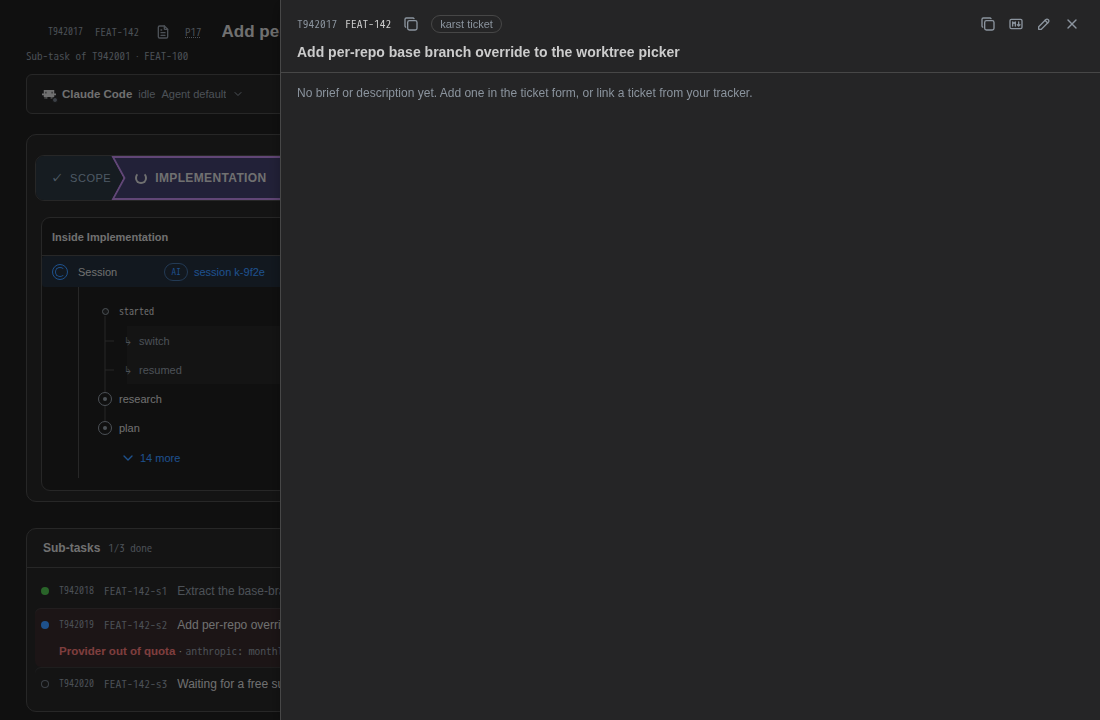 T942017 FEAT-142 P17 Add pe
Sub-task of T942001 · FEAT-100
Claude Code idle Agent default
✓ SCOPE IMPLEMENTATION
Inside Implementation
Session AI session k-9f2e
started
↳ switch
↳ resumed
research
plan
14 more
Sub-tasks 1/3 done
T942018 FEAT-142-s1 Extract the base-br
T942019 FEAT-142-s2 Add per-repo overri
Provider out of quota · anthropic: month
T942020 FEAT-142-s3 Waiting for a free su
T942017 FEAT-142 karst ticket
Add per-repo base branch override to the worktree picker
No brief or description yet. Add one in the ticket form, or link a ticket from your tracker.